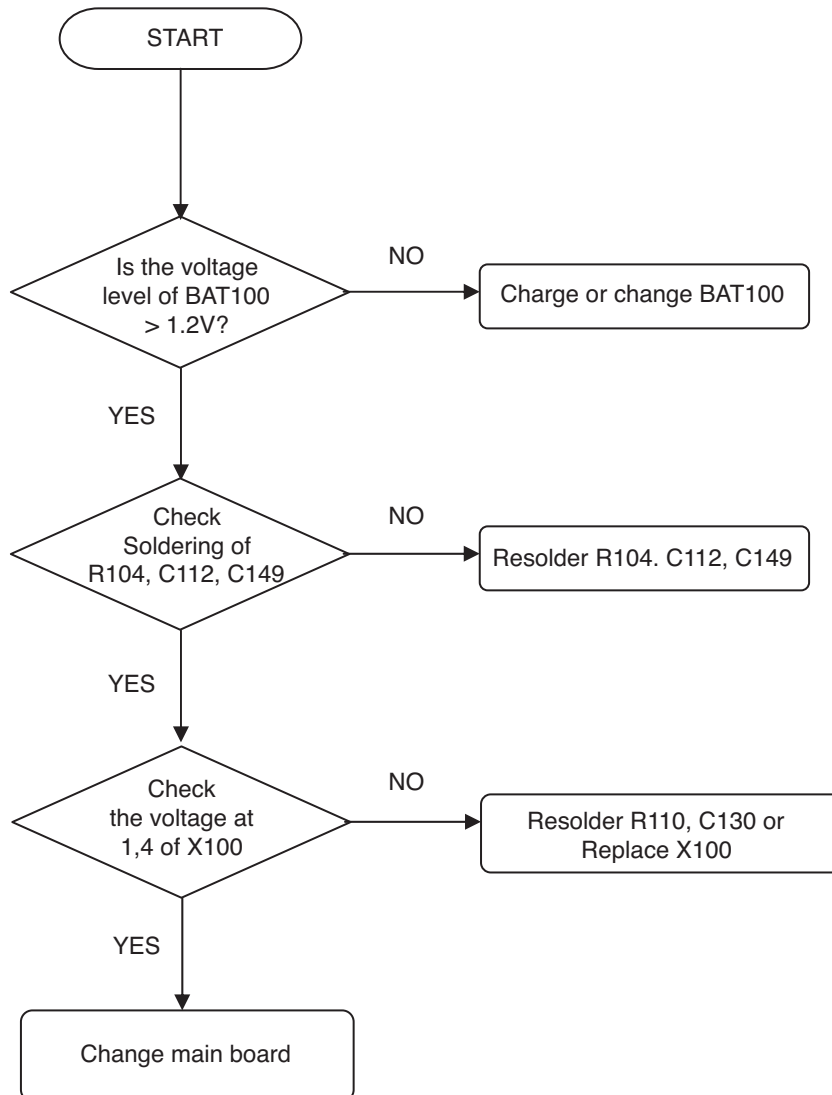 START
Is the voltage
level of BAT100
> 1.2V?
NO
Charge or change BAT100
YES
Check
Soldering of
R104, C112, C149
NO
Resolder R104. C112, C149
YES
Check
the voltage at
1,4 of X100
NO
Resolder R110, C130 or
Replace X100
YES
Change main board